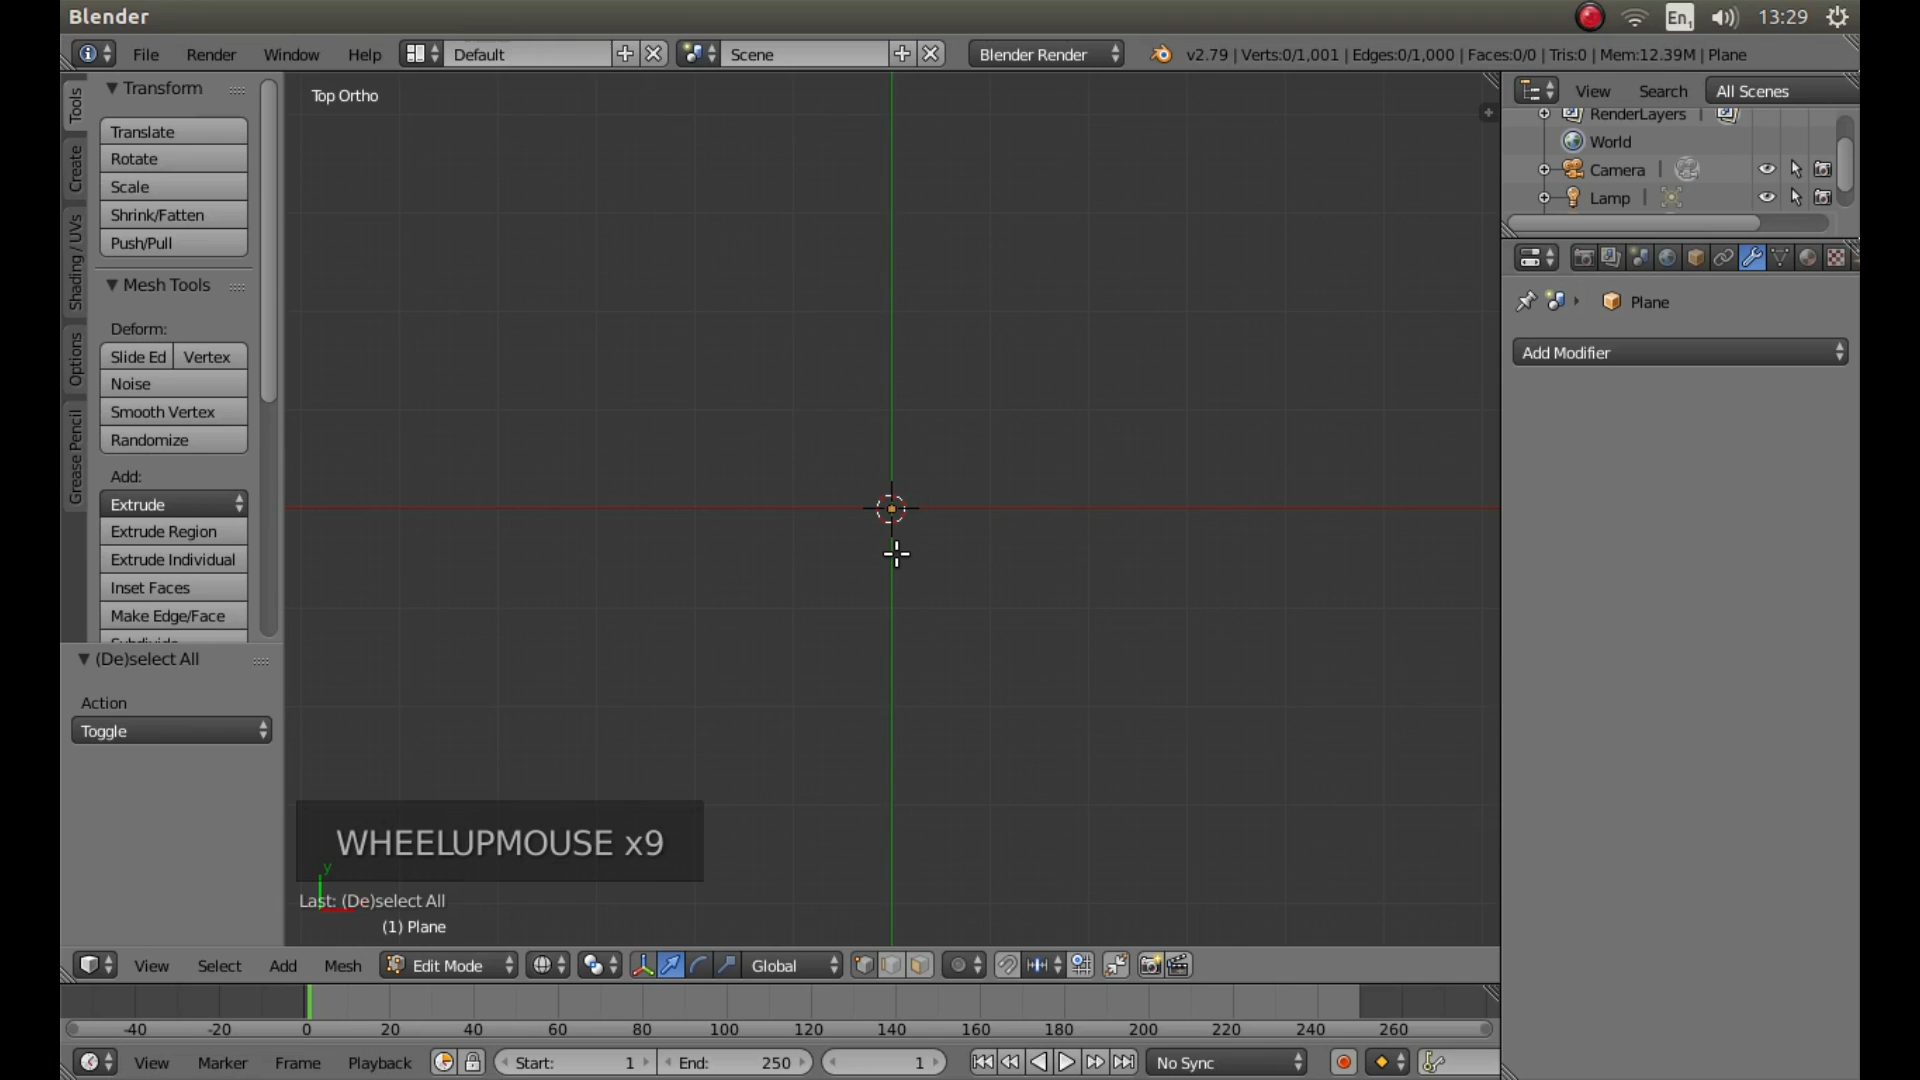 Blender
En1
13:29
File
Render
Window
Help
Default
Scene
Blender Render
v2.79 | Verts:0/1,001 | Edges:0/1,000 | Faces:0/0 | Tris:0 | Mem:12.39M | Plane
Tools
Create
Shading / UVs
Options
Grease Pencil
Transform
Translate
Rotate
Scale
Shrink/Fatten
Push/Pull
Mesh Tools
Deform:
Slide Ed
Vertex
Noise
Smooth Vertex
Randomize
Add:
Extrude
Extrude Region
Extrude Individual
Inset Faces
Make Edge/Face
Subdivide
(De)select All
Action
Toggle
Top Ortho
WHEELUPMOUSE x9
y
Last: (De)select All
(1) Plane
View
Search
All Scenes
RenderLayers
World
Camera
Lamp
Plane
Add Modifier
View
Select
Add
Mesh
Edit Mode
Global
-40 -20 0 20 40 60 80 100 120 140 160 180 200 220 240 260
View
Marker
Frame
Playback
Start: 1
End: 250
1
No Sync